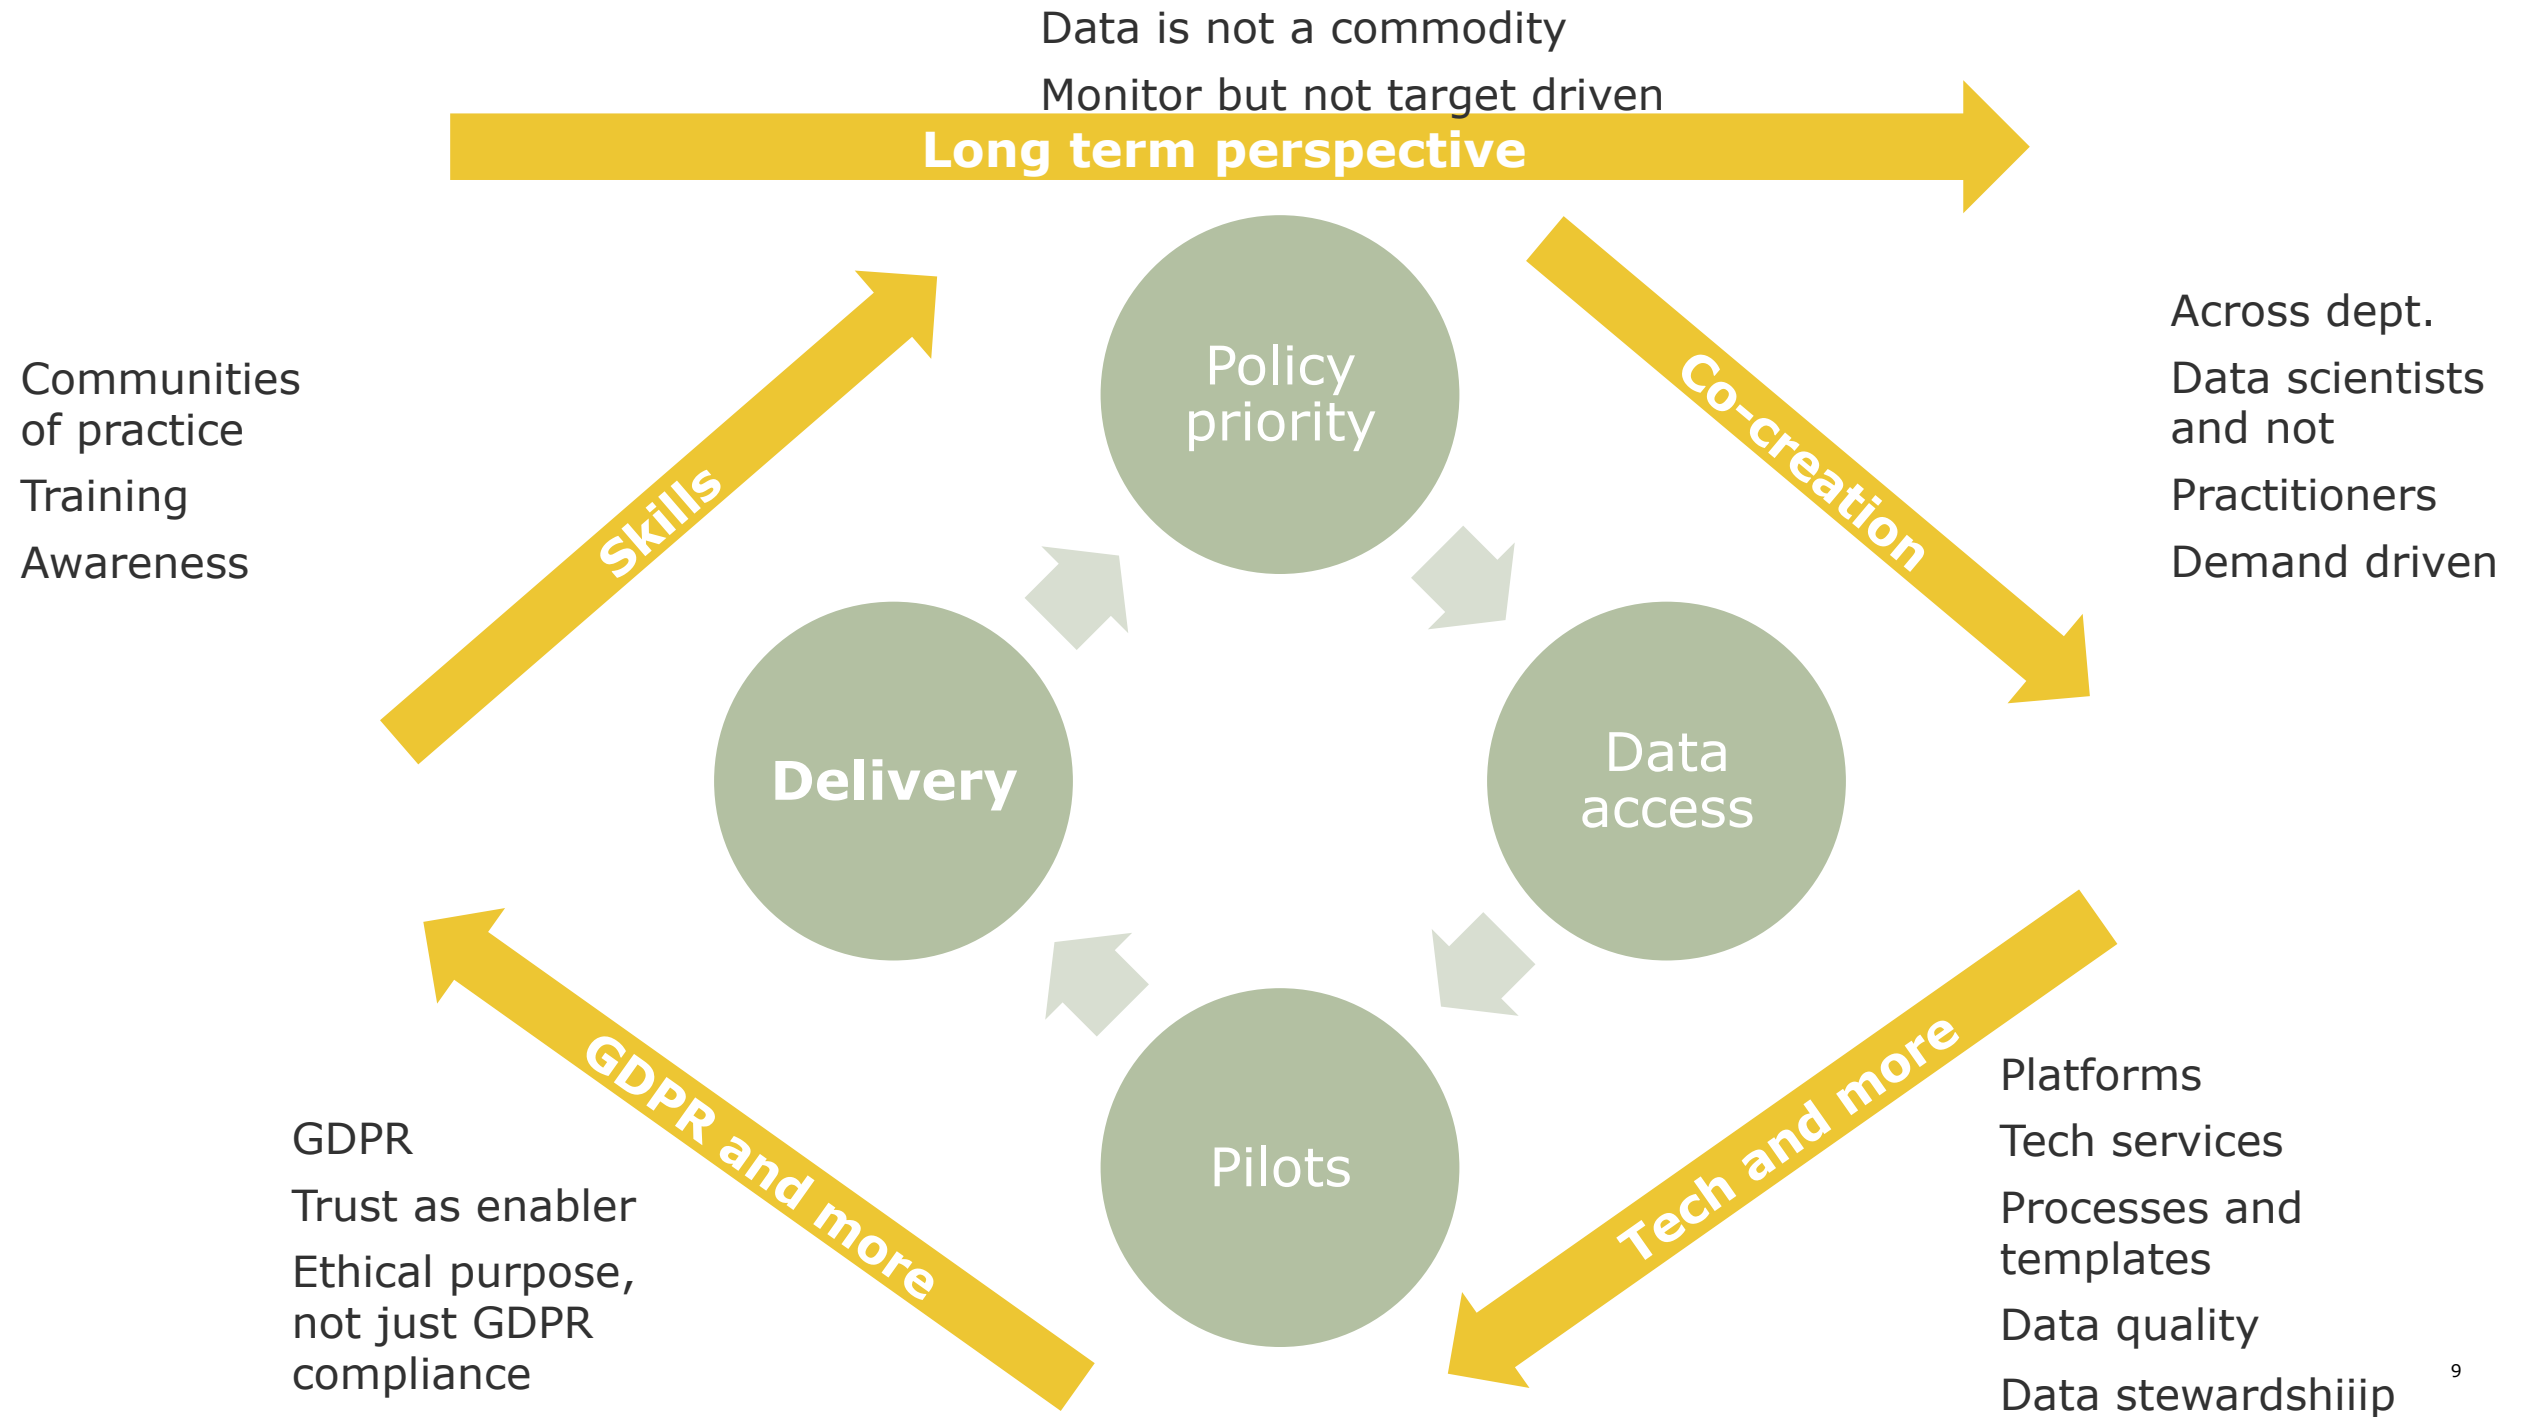 Data is not a commodity
Monitor but not target driven
Long term perspective
Policy
priority
Co-creation
Across dept.
Data scientists
and not
Practitioners
Demand driven
Communities
of practice
Training
Awareness
Skills
Delivery
Data
access
Pilots
GDPR and more
GDPR
Trust as enabler
Ethical purpose,
not just GDPR
compliance
Tech and more
Platforms
Tech services
Processes and
templates
Data quality
Data stewardshiiip
9